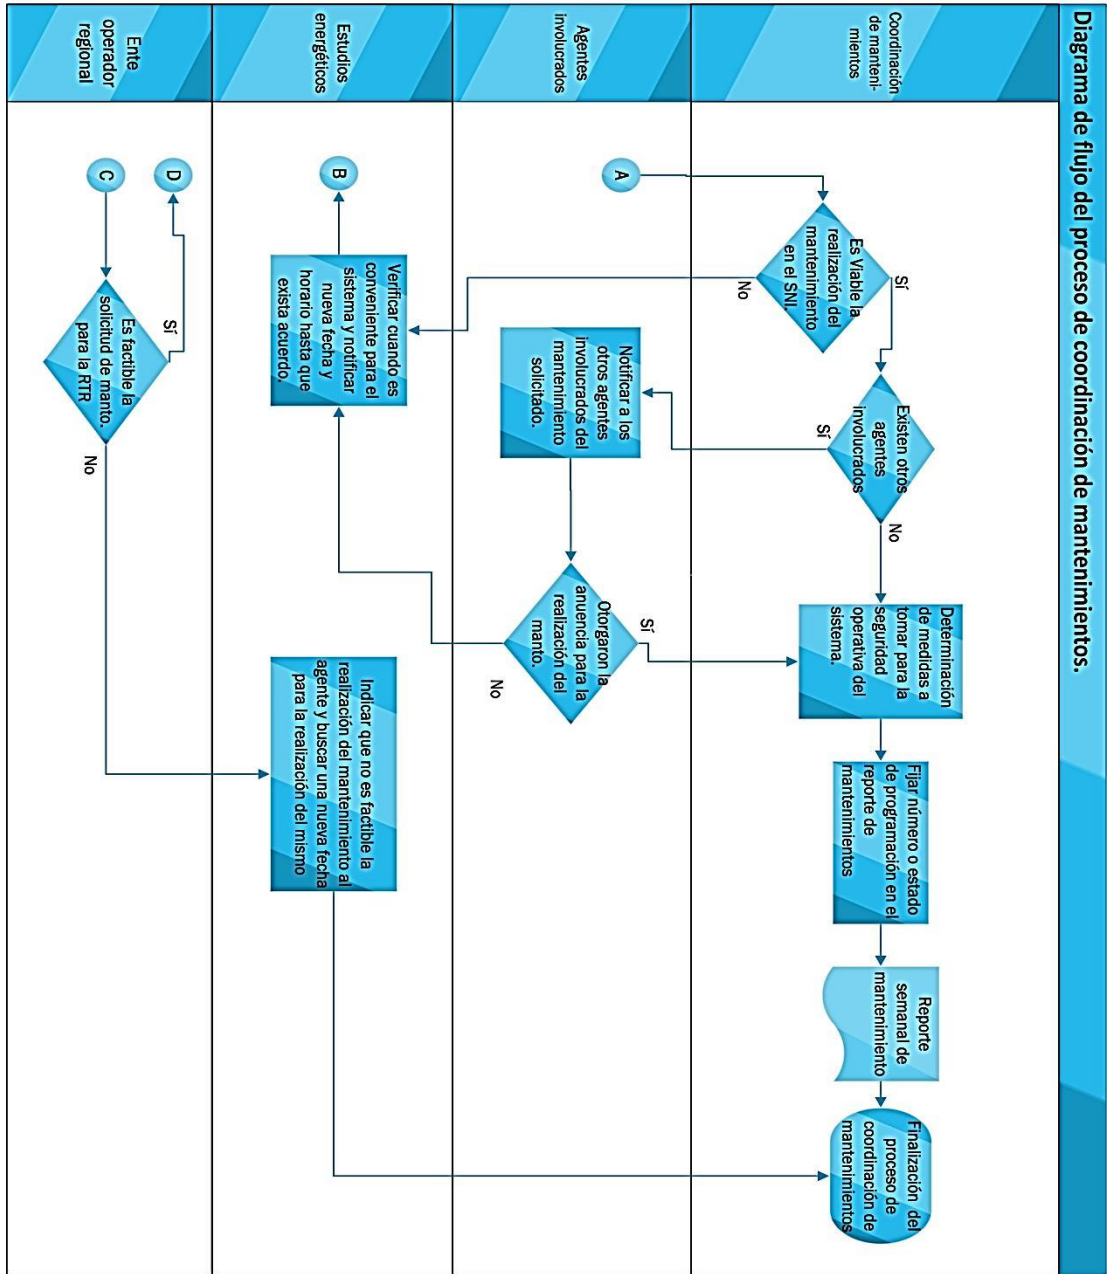 Diagrama de flujo del proceso de coordinación de mantenimientos.
Coordinación
de manteni-
mientos
Es Viable la
realización del
mantenimiento
en el SNI.
Sí
No
Existen otros
agentes
involucrados
Sí
No
Determinación
de medidas a
tomar para la
seguridad
operativa del
sistema.
Fijar número o estado
de programación en el
reporte de
mantenimientos
Reporte
semanal de
mantenimiento
Finalización del
proceso de
coordinación de
mantenimientos
Agentes
involucrados
A
Notificar a los
otros agentes
involucrados del
mantenimiento
solicitado.
Otorgaron la
anuencia para la
realización del
manto.
Sí
No
Estudios
energéticos
B
Verificar cuando es
conveniente para el
sistema y notificar
nueva fecha y
horario hasta que
exista acuerdo.
Indicar que no es factible la
realización del mantenimiento al
agente y buscar una nueva fecha
para la realización del mismo
Ente
operador
regional
D
C
Es factible la
solicitud de manto.
para la RTR
Sí
No